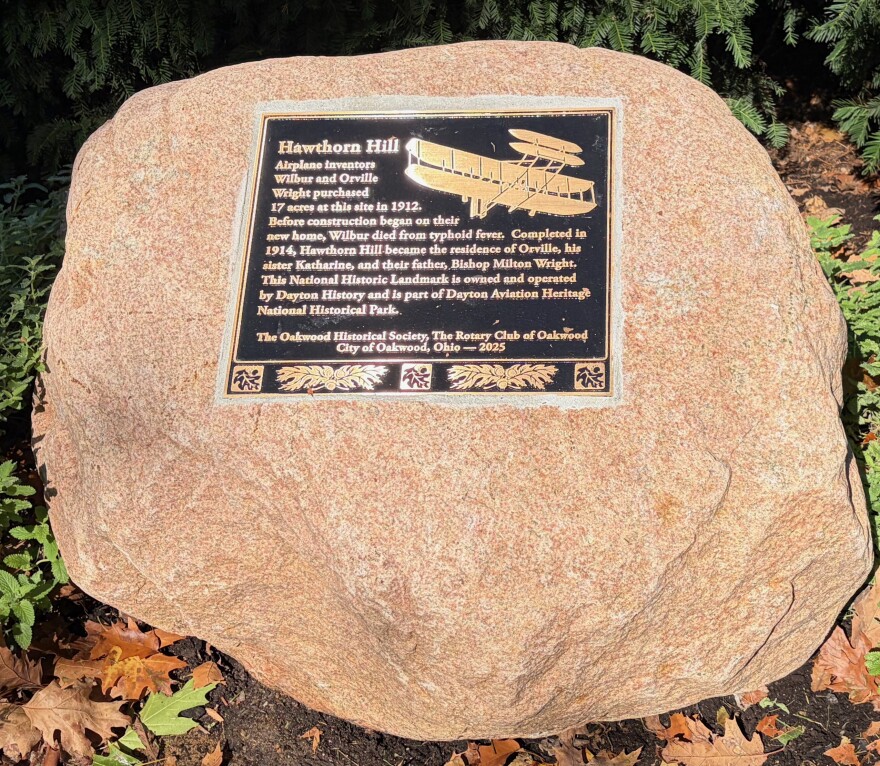 Hawthorn Hill
Airplane inventors
Wilbur and Orville
Wright purchased
17 acres at this site in 1912.
Before construction began on their
new home, Wilbur died from typhoid fever. Completed in
1914, Hawthorn Hill became the residence of Orville, his
sister Katharine, and their father, Bishop Milton Wright.
This National Historic Landmark is owned and operated
by Dayton History and is part of Dayton Aviation Heritage
National Historical Park.
The Oakwood Historical Society, The Rotary Club of Oakwood
City of Oakwood, Ohio — 2025